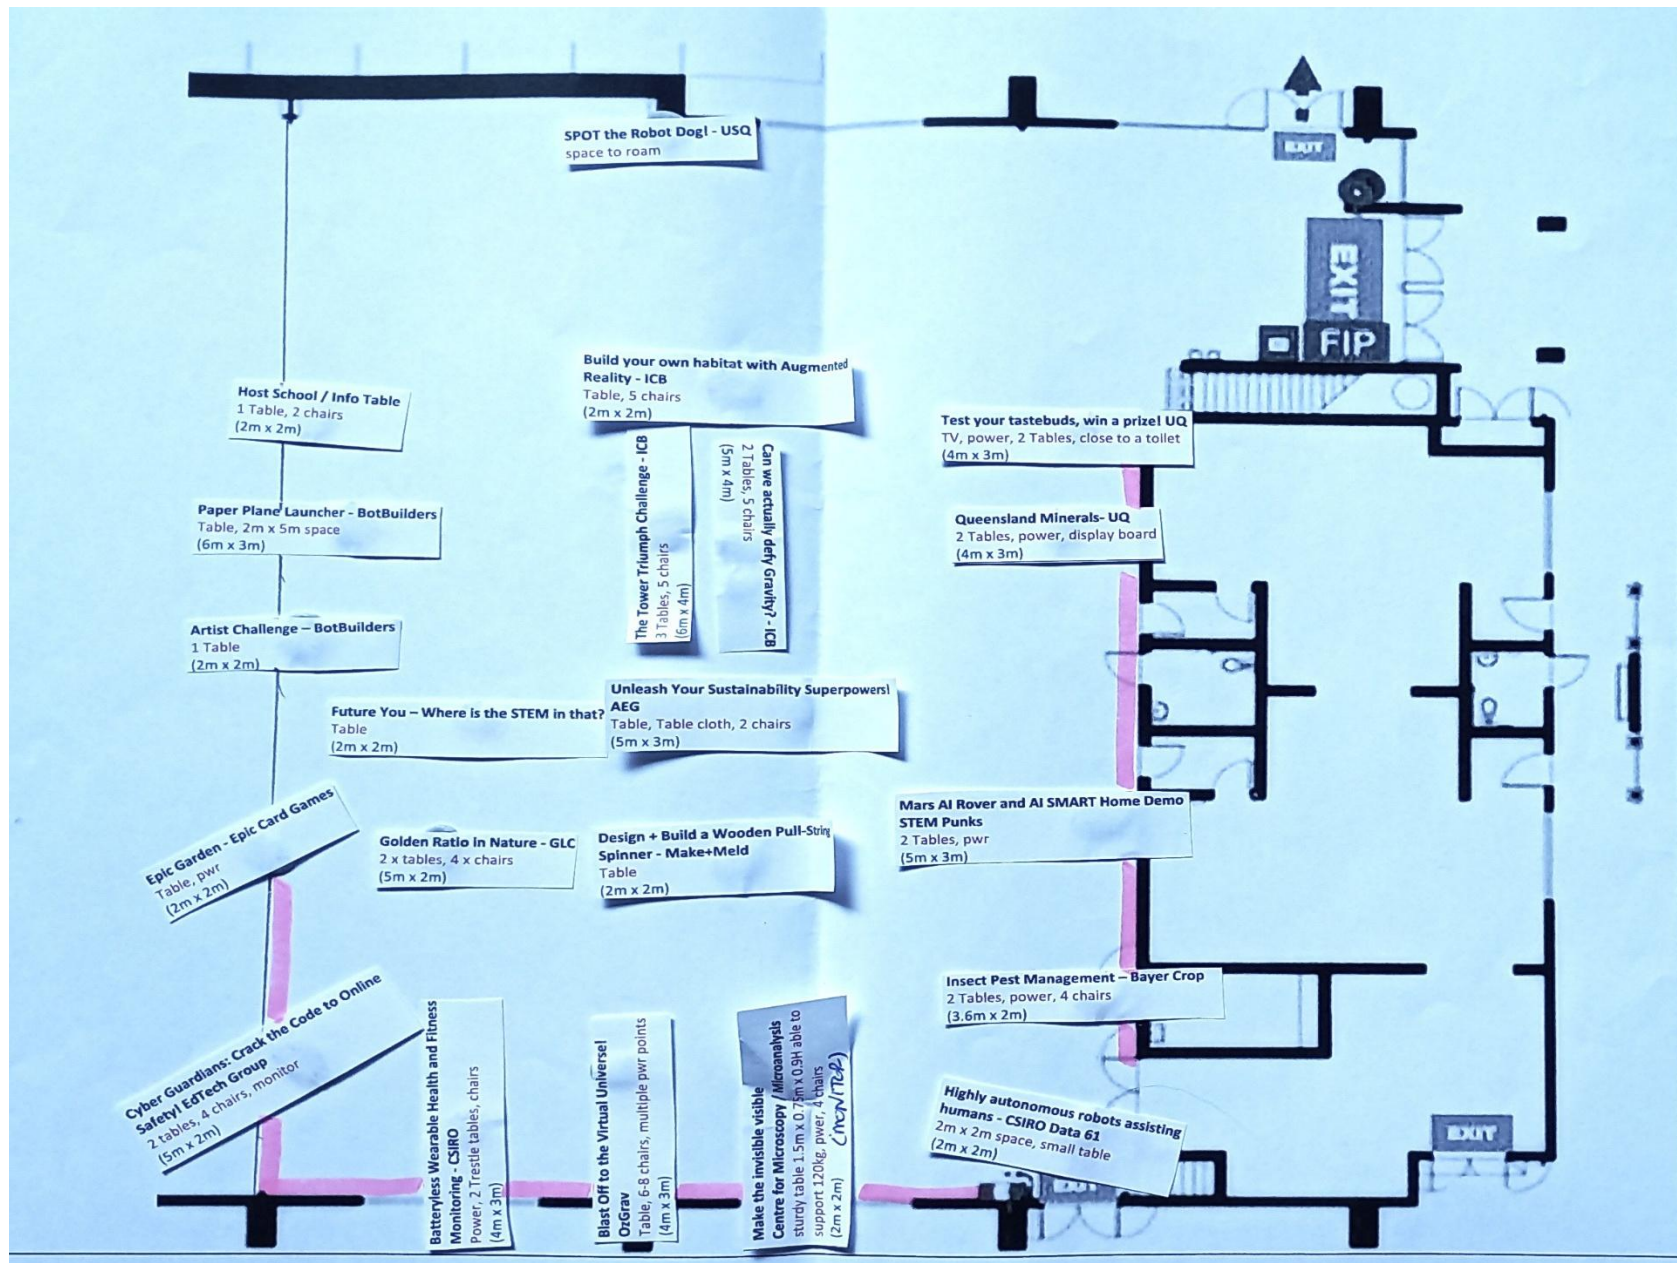 SPOT the Robot Dog! - USQ
space to roam
EXIT
EXIT
FIP
Build your own habitat with Augmented
Reality - ICB
Table, 5 chairs
(2m x 2m)
Host School / Info Table
1 Table, 2 chairs
(2m x 2m)
Test your tastebuds, win a prize! UQ
TV, power, 2 Tables, close to a toilet
(4m x 3m)
The Tower Triumph Challenge - ICB
3 Tables, 5 chairs
(6m x 4m)
Can we actually defy Gravity? - ICB
2 Tables, 5 chairs
(5m x 4m)
Paper Plane Launcher - BotBuilders
Table, 2m x 5m space
(6m x 3m)
Queensland Minerals- UQ
2 Tables, power, display board
(4m x 3m)
Artist Challenge – BotBuilders
1 Table
(2m x 2m)
Future You – Where is the STEM in that?
Table
(2m x 2m)
Unleash Your Sustainability Superpowers!
AEG
Table, Table cloth, 2 chairs
(5m x 3m)
Epic Garden - Epic Card Games
Table, pwr
(2m x 2m)
Golden Ratio in Nature - GLC
2 x tables, 4 x chairs
(5m x 2m)
Design + Build a Wooden Pull-String
Spinner - Make+Meld
Table
(2m x 2m)
Mars AI Rover and AI SMART Home Demo
STEM Punks
2 Tables, pwr
(5m x 3m)
Cyber Guardians: Crack the Code to Online
Safety! EdTech Group
2 tables, 4 chairs, monitor
(5m x 2m)
Batteryless Wearable Health and Fitness
Monitoring - CSIRO
Power, 2 Trestle tables, chairs
(4m x 3m)
Blast Off to the Virtual Universe!
OzGrav
Table, 6-8 chairs, multiple pwr points
(4m x 3m)
Make the invisible visible
Centre for Microscopy / Microanalysis
sturdy table 1.5m x 0.75m x 0.9H able to
support 120kg, power, 4 chairs
(2m x 2m) (MONITOR)
Insect Pest Management – Bayer Crop
2 Tables, power, 4 chairs
(3.6m x 2m)
Highly autonomous robots assisting
humans - CSIRO Data 61
2m x 2m space, small table
(2m x 2m)
EXIT